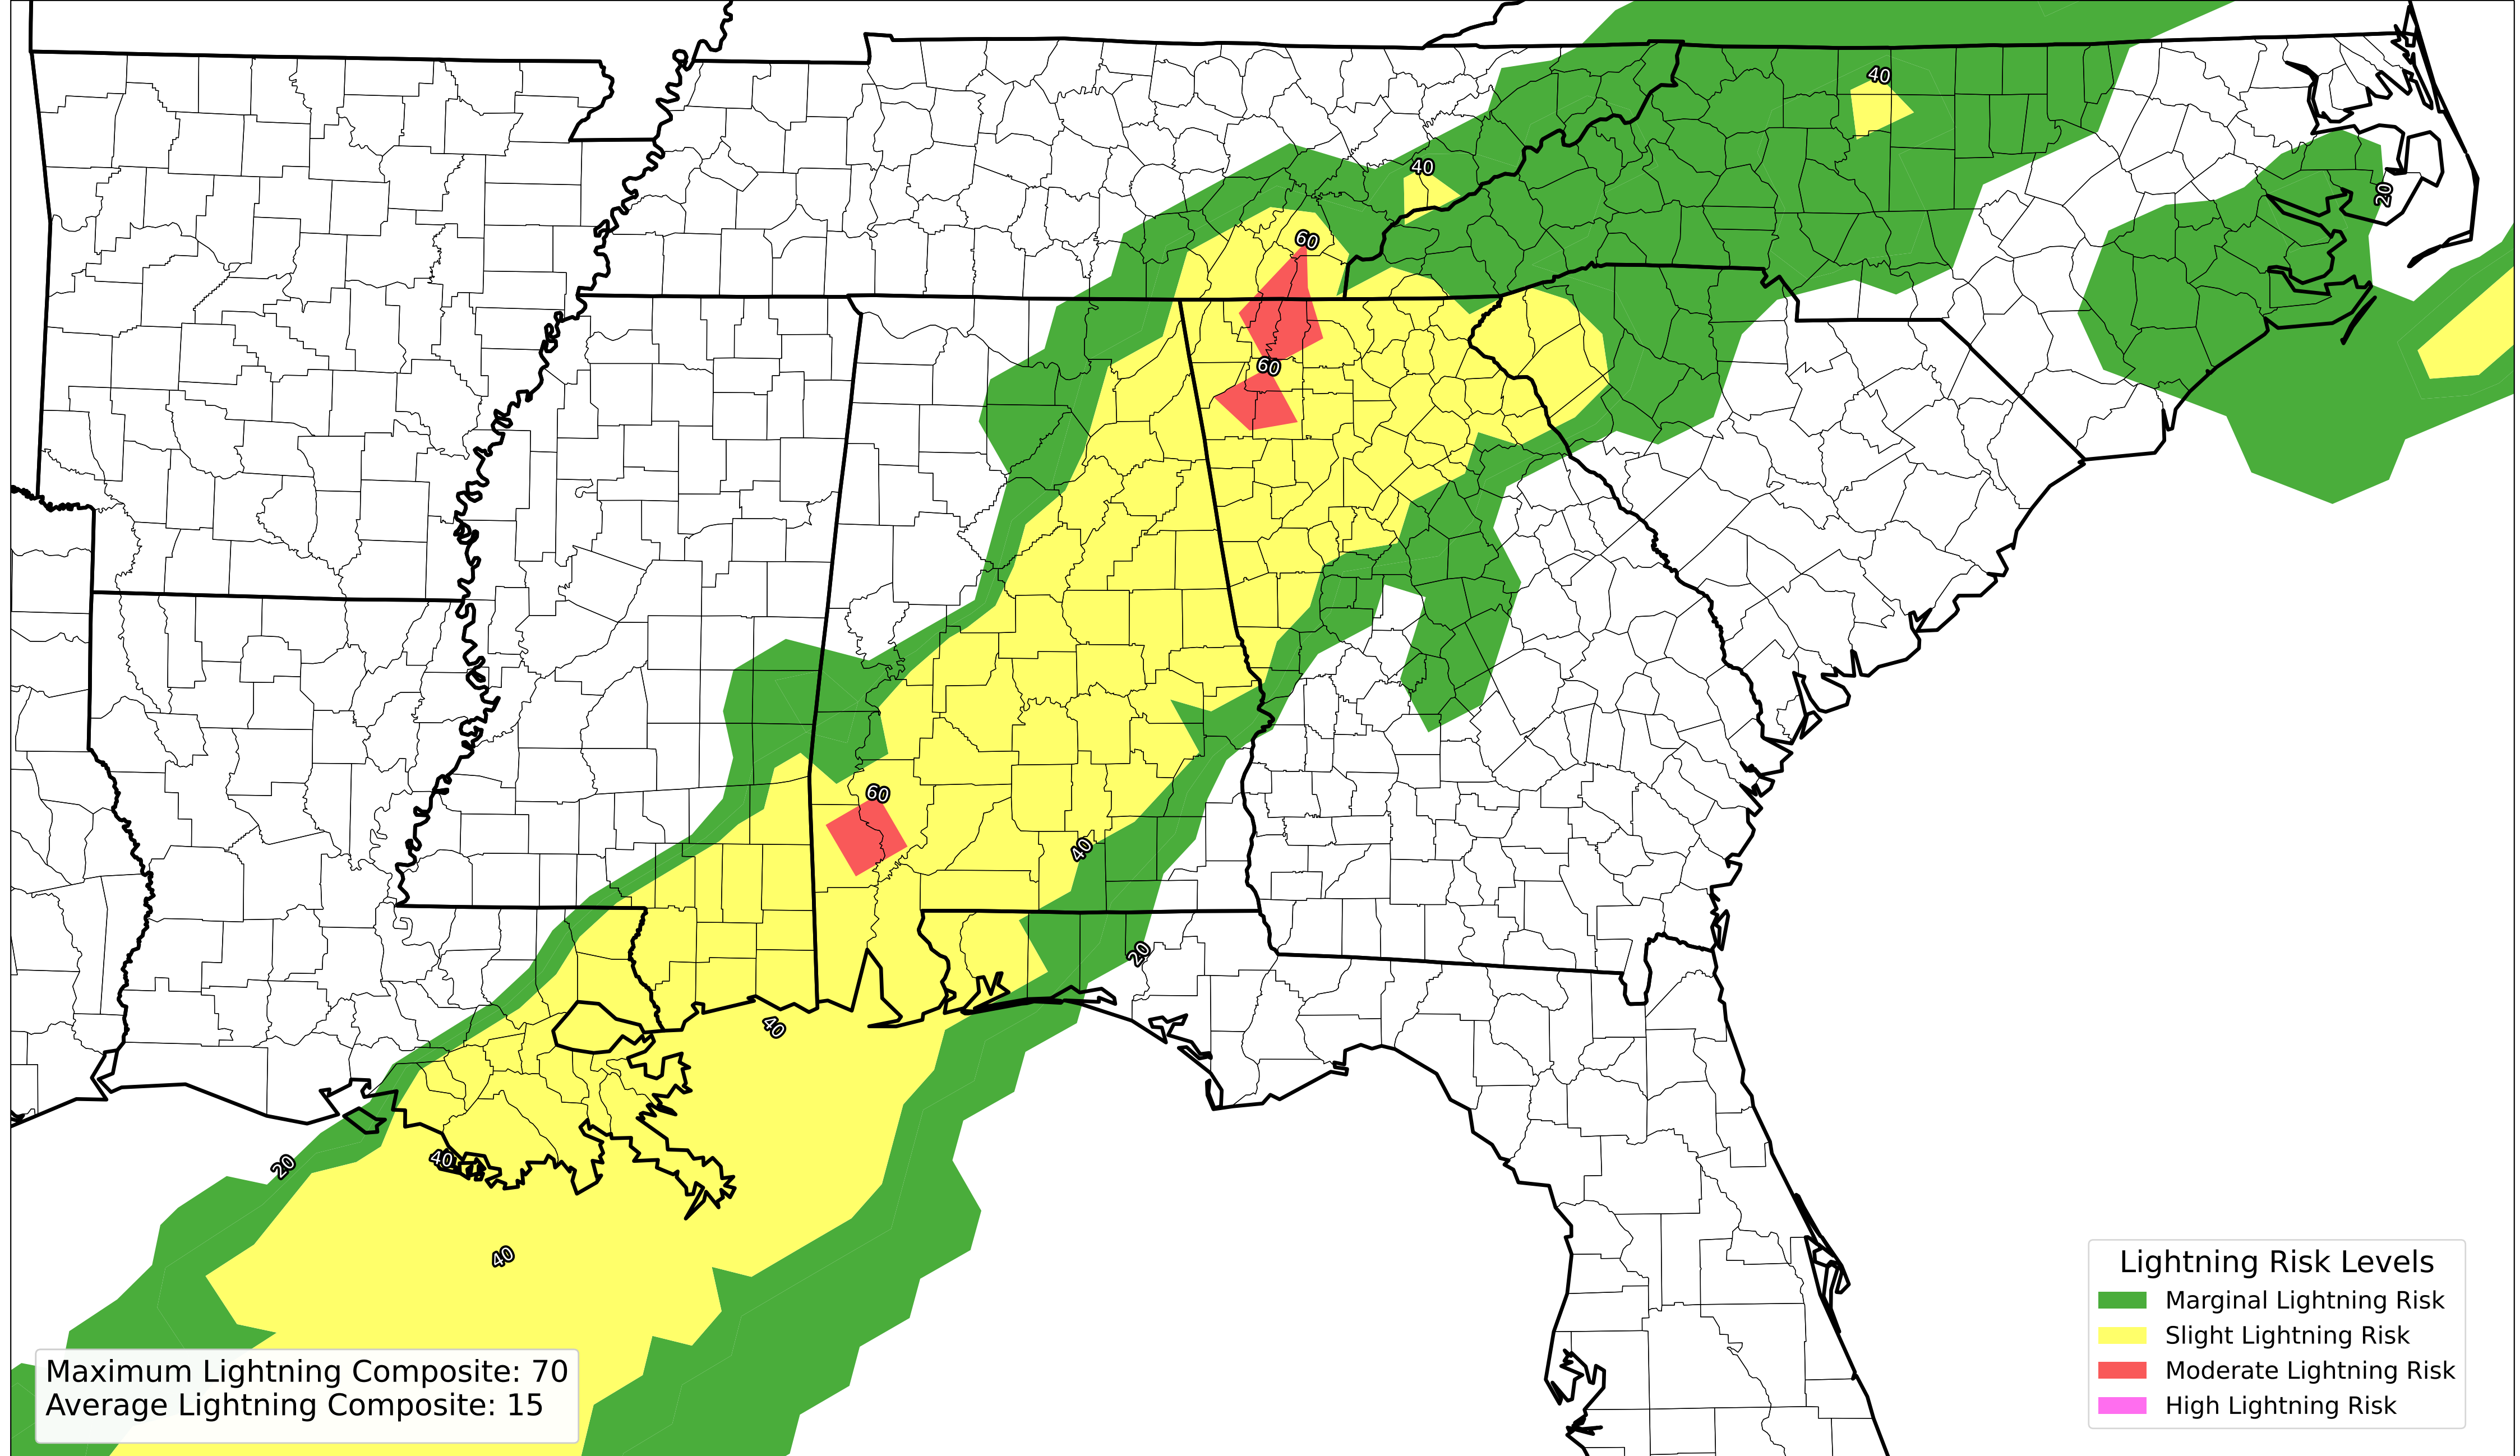 40
40
20
60
60
60
40
20
40
20
40
40
Maximum Lightning Composite: 70
Average Lightning Composite: 15
Lightning Risk Levels
Marginal Lightning Risk
Slight Lightning Risk
Moderate Lightning Risk
High Lightning Risk